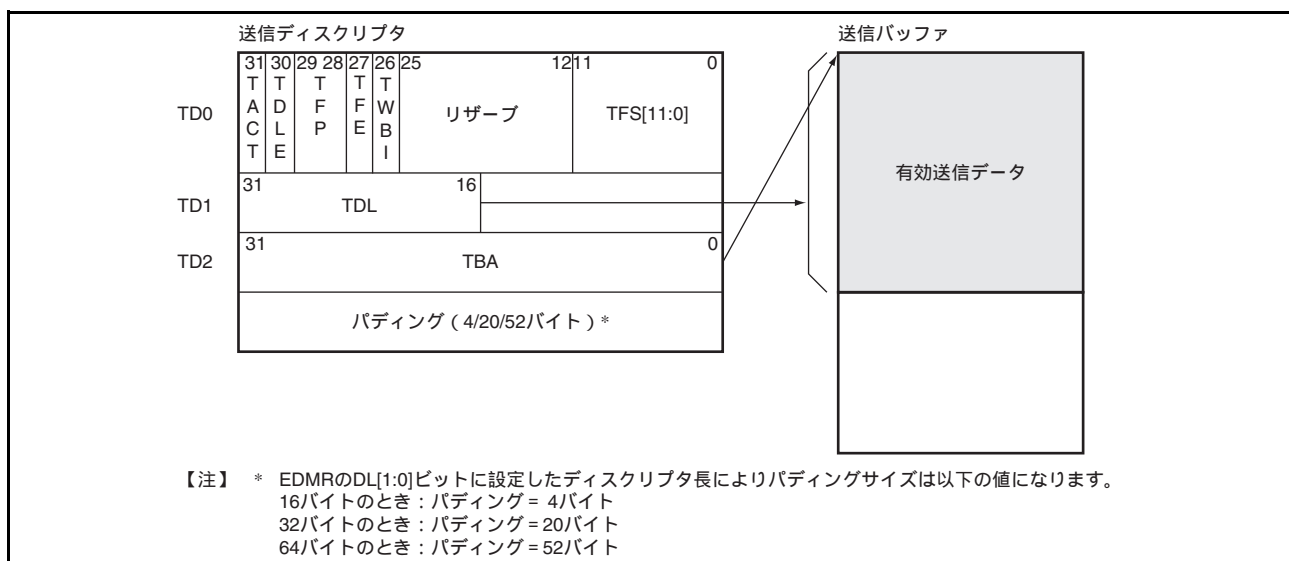 送信ディスクリプタ 送信バッファ
31 30 29 28 27 26 25 12 11 0
TD0 TACT TDLE TFP TFE TWBI リザーブ TFS[11:0]
有効送信データ
31 16
TD1 TDL
31 0
TD2 TBA
パディング（4/20/52バイト）*
【注】 * EDMRのDL[1:0]ビットに設定したディスクリプタ長によりパディングサイズは以下の値になります。
16バイトのとき：パディング = 4バイト
32バイトのとき：パディング = 20バイト
64バイトのとき：パディング = 52バイト